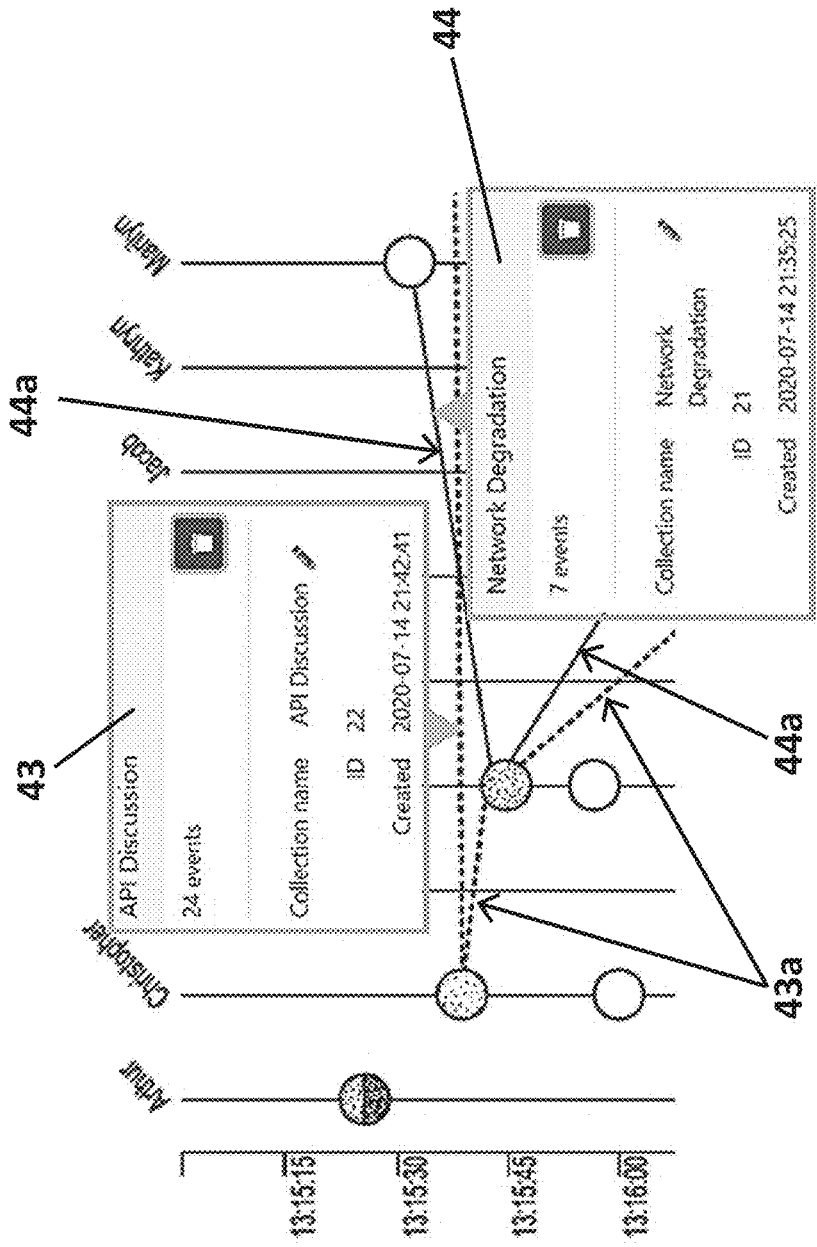 43
44a
44
Arthur
Christopher
Jacob
Kathryn
Marilyn
API Discussion
24 events
Collection name API Discussion
ID 22
Created 2020-07-14 21:42:41
13:15:15
13:15:30
13:15:45
13:16:00
Network Degradation
7 events
Collection name Network
Degradation
ID 21
Created 2020-07-14 21:35:25
43a
44a